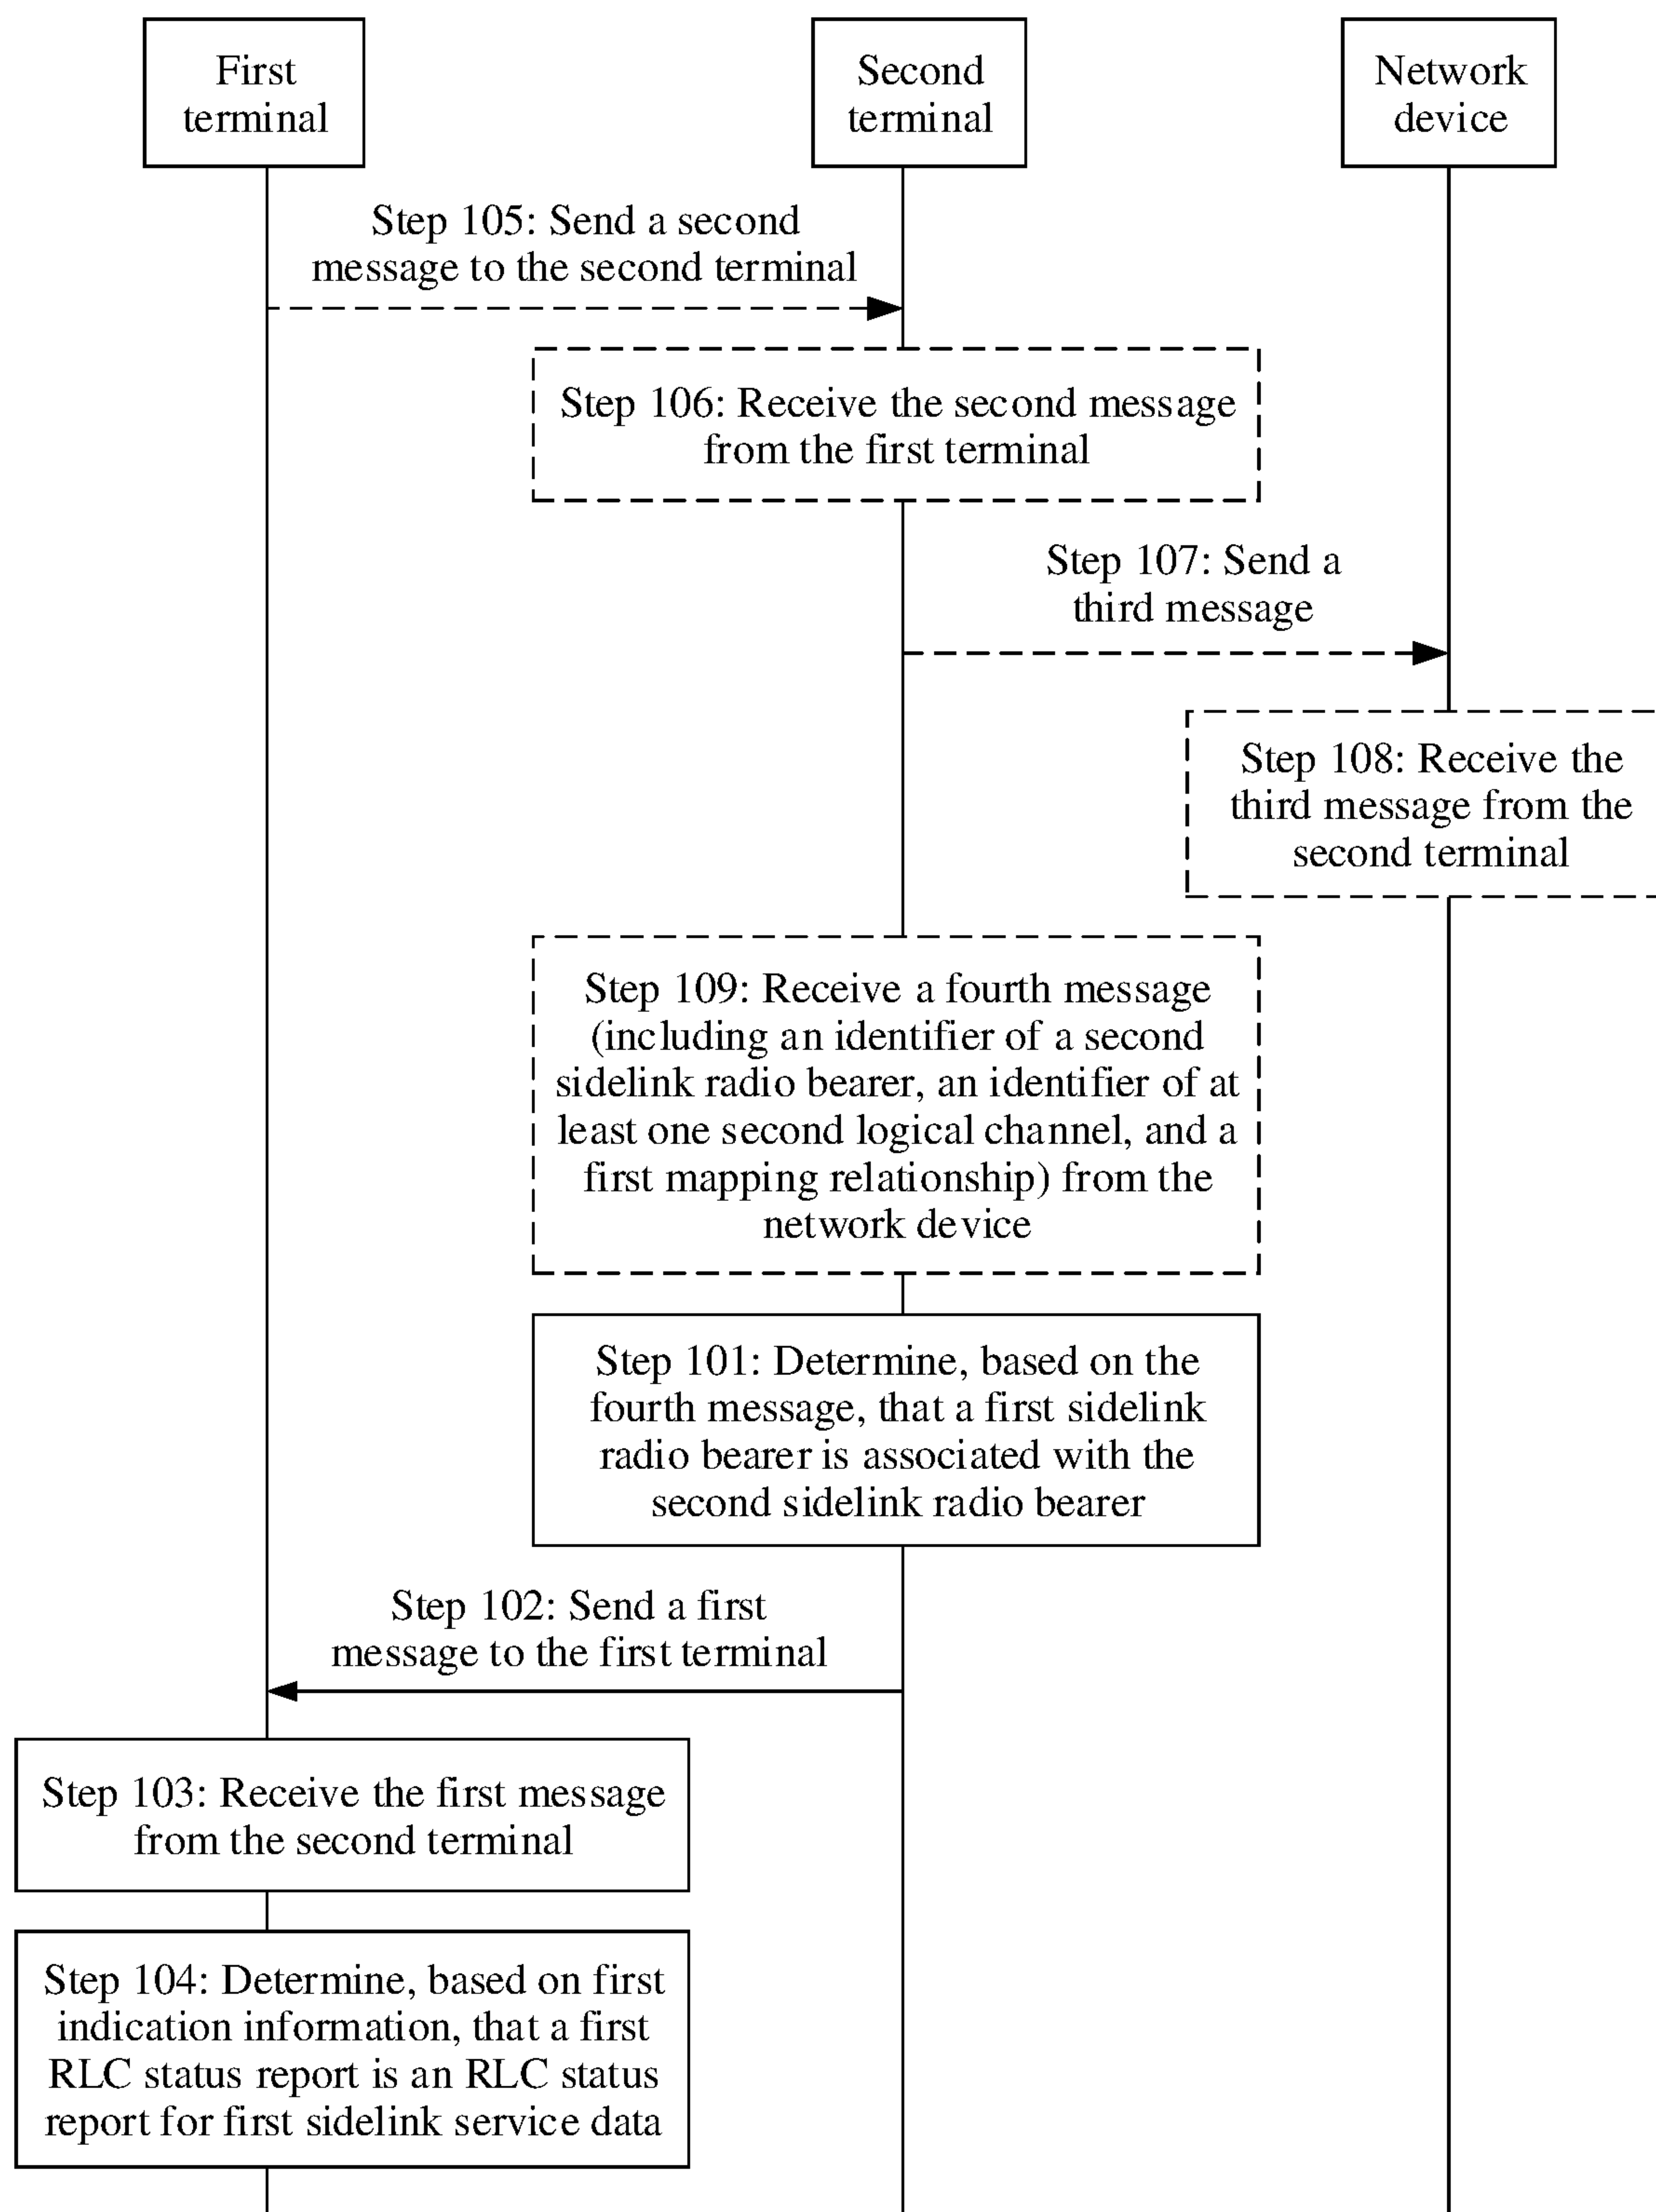 First
terminal
Second
terminal
Network
device
Step 105: Send a second
message to the second terminal
Step 106: Receive the second message
from the first terminal
Step 107: Send a
third message
Step 108: Receive the
third message from the
second terminal
Step 109: Receive a fourth message
(including an identifier of a second
sidelink radio bearer, an identifier of at
least one second logical channel, and a
first mapping relationship) from the
network device
Step 101: Determine, based on the
fourth message, that a first sidelink
radio bearer is associated with the
second sidelink radio bearer
Step 102: Send a first
message to the first terminal
Step 103: Receive the first message
from the second terminal
Step 104: Determine, based on first
indication information, that a first
RLC status report is an RLC status
report for first sidelink service data